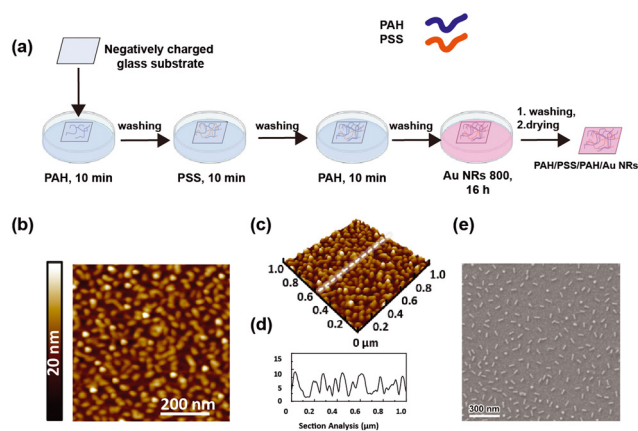 PAH
PSS
(a)
Negatively charged
glass substrate
washing
washing
washing
1. washing,
2.drying
PAH, 10 min
PSS, 10 min
PAH, 10 min
Au NRs 800,
16 h
PAH/PSS/PAH/Au NRs
(b)
20 nm
200 nm
(c)
1.0
0.8
0.6
0.4
0.2
0 µm
0.2
0.4
0.6
0.8
1.0
(d)
15
10
5
0
0
0.2
0.4
0.6
0.8
1.0
Section Analysis (µm)
(e)
300 nm